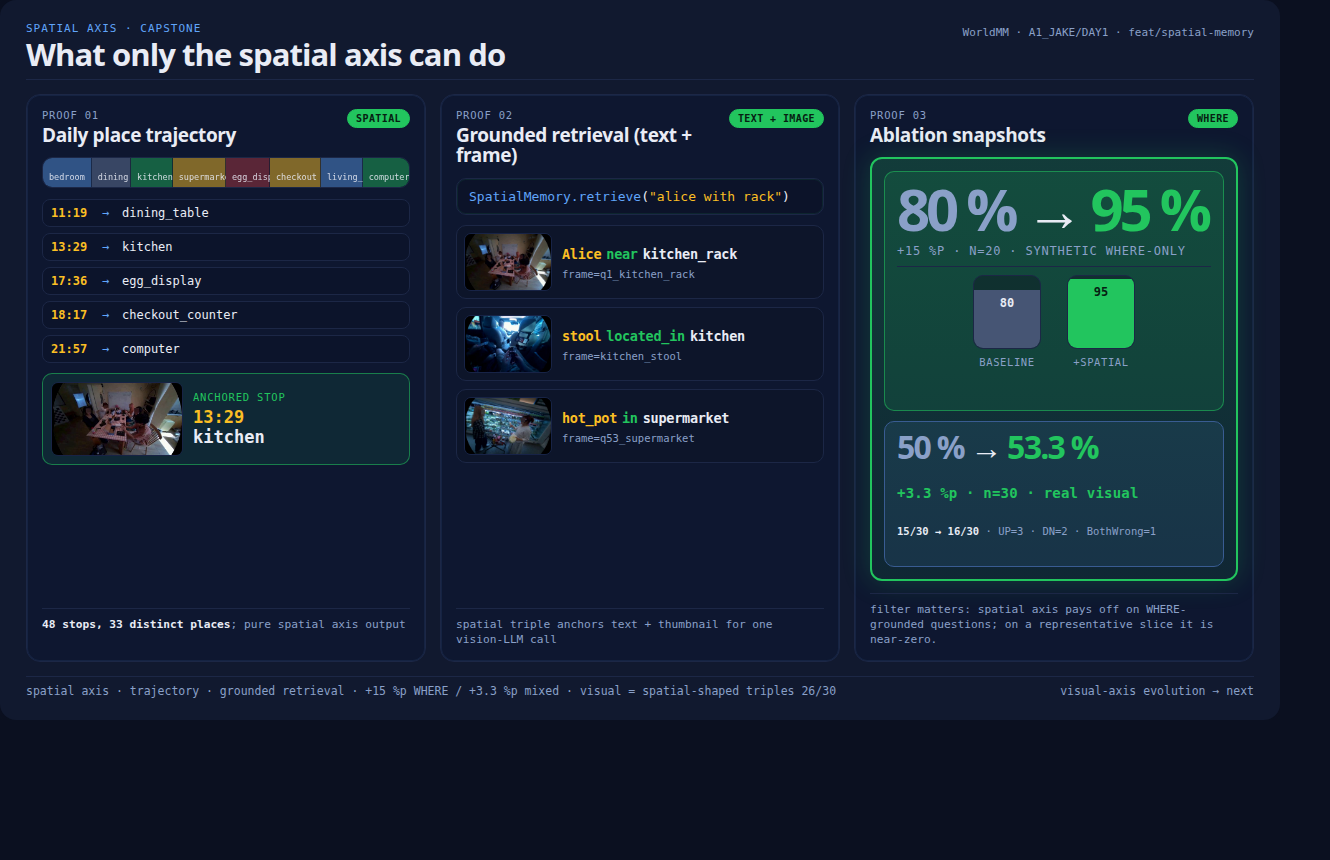 SPATIAL AXIS · CAPSTONE
What only the spatial axis can do
WorldMM · A1_JAKE/DAY1 · feat/spatial-memory
PROOF 01
SPATIAL
Daily place trajectory
bedroom dining kitchen supermark egg_disp checkout living_ computer
11:19 → dining_table
13:29 → kitchen
17:36 → egg_display
18:17 → checkout_counter
21:57 → computer
ANCHORED STOP
13:29
kitchen
48 stops, 33 distinct places; pure spatial axis output
PROOF 02
TEXT + IMAGE
Grounded retrieval (text +
frame)
SpatialMemory.retrieve("alice with rack")
Alice near kitchen_rack
frame=q1_kitchen_rack
stool located_in kitchen
frame=kitchen_stool
hot_pot in supermarket
frame=q53_supermarket
spatial triple anchors text + thumbnail for one
vision-LLM call
PROOF 03
WHERE
Ablation snapshots
80 % → 95 %
+15 %P · N=20 · SYNTHETIC WHERE-ONLY
80
95
BASELINE
+SPATIAL
50 % → 53.3 %
+3.3 %p · n=30 · real visual
15/30 → 16/30 · UP=3 · DN=2 · BothWrong=1
filter matters: spatial axis pays off on WHERE-
grounded questions; on a representative slice it is
near-zero.
spatial axis · trajectory · grounded retrieval · +15 %p WHERE / +3.3 %p mixed · visual = spatial-shaped triples 26/30
visual-axis evolution → next